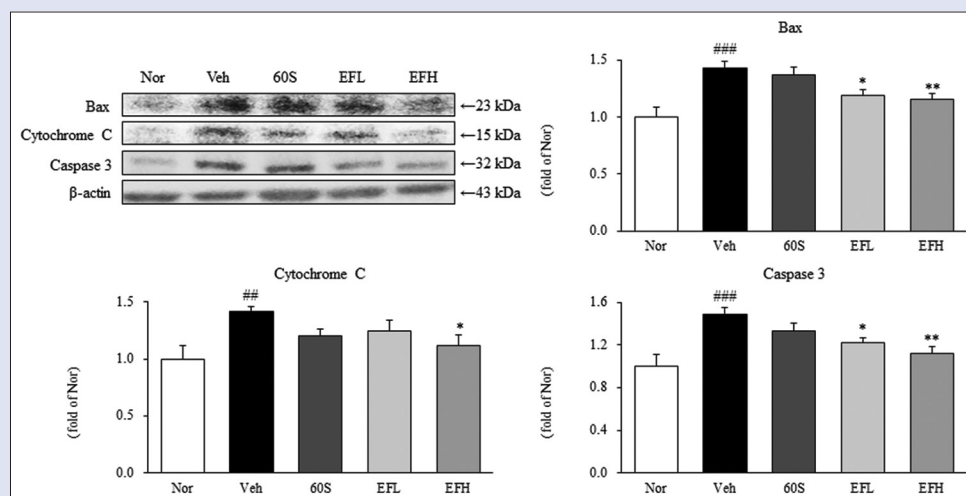 Nor Veh 60S EFL EFH
Bax ←23 kDa
Cytochrome C ←15 kDa
Caspase 3 ←32 kDa
β-actin ←43 kDa
Bax
###
*
**
1.5
1.0
0.5
0.0
(fold of Nor)
Nor Veh 60S EFL EFH
Cytochrome C
##
*
1.5
1.0
0.5
0.0
(fold of Nor)
Nor Veh 60S EFL EFH
Caspase 3
###
*
**
1.6
1.2
0.8
0.4
0.0
(fold of Nor)
Nor Veh 60S EFL EFH